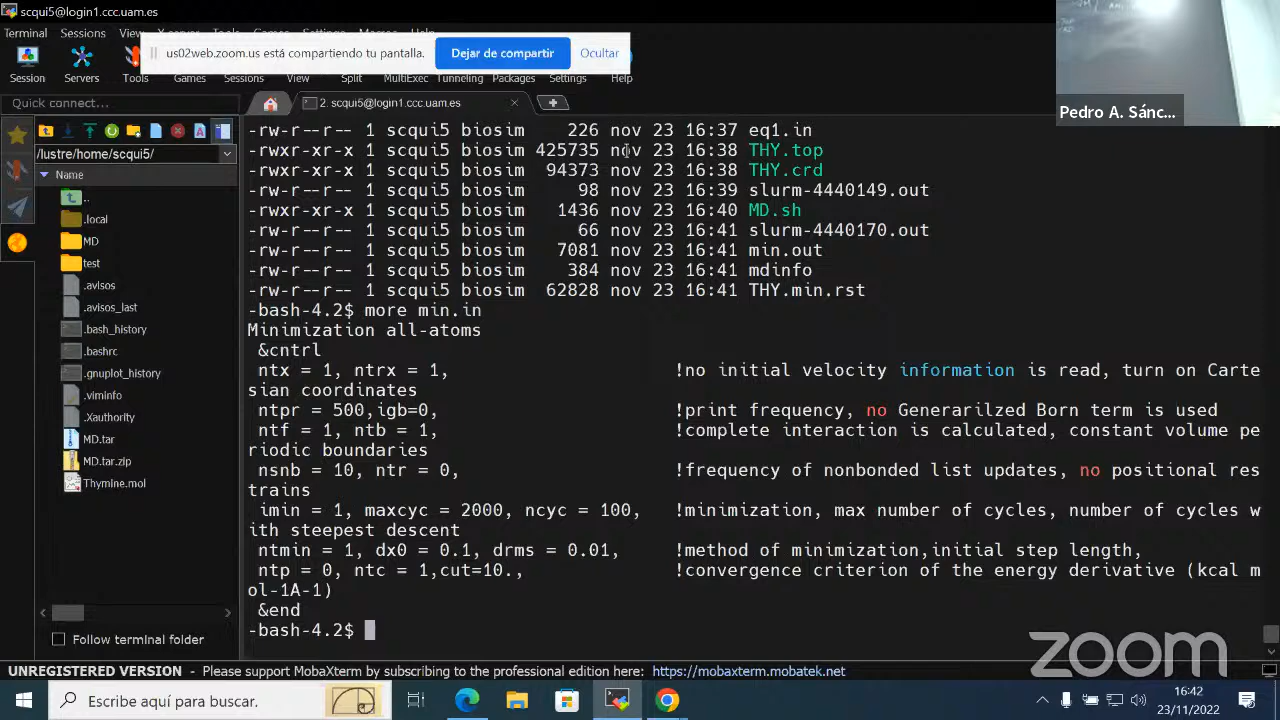 scqui5@login1.ccc.uam.es
Terminal Sessions
us02web.zoom.us está compartiendo tu pantalla. Dejar de compartir Ocultar
Session Servers Tools Games Sessions View Split MultiExec Tunneling Packages Settings Help
Quick connect...
2. scqui5@login1.ccc.uam.es
Pedro A. Sánc...
/lustre/home/scqui5/
Name
..
.local
MD
test
.avisos
.avisos_last
.bash_history
.bashrc
.gnuplot_history
.viminfo
.Xauthority
MD.tar
MD.tar.zip
Thymine.mol
Follow terminal folder
-rw-r--r-- 1 scqui5 biosim 226 nov 23 16:37 eq1.in
-rwxr-xr-x 1 scqui5 biosim 425735 nov 23 16:38 THY.top
-rwxr-xr-x 1 scqui5 biosim 94373 nov 23 16:38 THY.crd
-rw-r--r-- 1 scqui5 biosim 98 nov 23 16:39 slurm-4440149.out
-rwxr-xr-x 1 scqui5 biosim 1436 nov 23 16:40 MD.sh
-rw-r--r-- 1 scqui5 biosim 66 nov 23 16:41 slurm-4440170.out
-rw-r--r-- 1 scqui5 biosim 7081 nov 23 16:41 min.out
-rw-r--r-- 1 scqui5 biosim 384 nov 23 16:41 mdinfo
-rw-r--r-- 1 scqui5 biosim 62828 nov 23 16:41 THY.min.rst
-bash-4.2$ more min.in
Minimization all-atoms
&cntrl
ntx = 1, ntrx = 1, !no initial velocity information is read, turn on Carte
sian coordinates
ntpr = 500,igb=0, !print frequency, no Generarilzed Born term is used
ntf = 1, ntb = 1, !complete interaction is calculated, constant volume pe
riodic boundaries
nsnb = 10, ntr = 0, !frequency of nonbonded list updates, no positional res
trains
imin = 1, maxcyc = 2000, ncyc = 100, !minimization, max number of cycles, number of cycles w
ith steepest descent
ntmin = 1, dx0 = 0.1, drms = 0.01, !method of minimization,initial step length,
ntp = 0, ntc = 1,cut=10., !convergence criterion of the energy derivative (kcal m
ol-1A-1)
&end
-bash-4.2$
zoom
UNREGISTERED VERSION - Please support MobaXterm by subscribing to the professional edition here: https://mobaxterm.mobatek.net
Escribe aquí para buscar.
16:42
23/11/2022